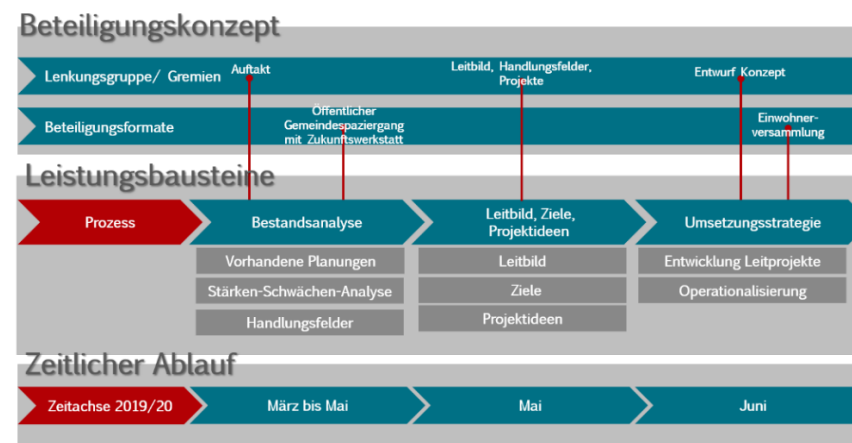 Beteiligungskonzept
Lenkungsgruppe/ Gremien
Auftakt
Leitbild, Handlungsfelder,
Projekte
Entwurf Konzept
Beteiligungsformate
Öffentlicher
Gemeindespaziergang
mit Zukunftswerkstatt
Einwohner-
versammlung
Leistungsbausteine
Prozess
Bestandsanalyse
Leitbild, Ziele,
Projektideen
Umsetzungsstrategie
Vorhandene Planungen
Leitbild
Entwicklung Leitprojekte
Stärken-Schwächen-Analyse
Ziele
Operationalisierung
Handlungsfelder
Projektideen
Zeitlicher Ablauf
Zeitachse 2019/20
März bis Mai
Mai
Juni